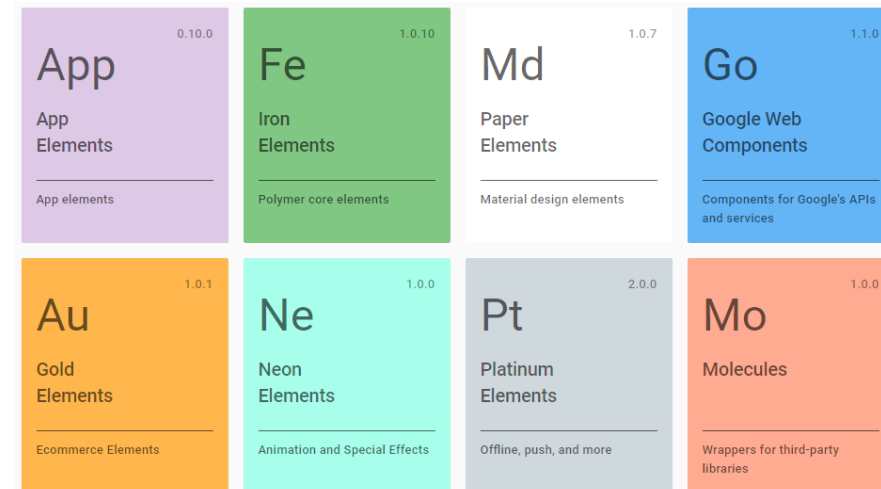 0.10.0
App
App
Elements
App elements
1.0.10
Fe
Iron
Elements
Polymer core elements
1.0.7
Md
Paper
Elements
Material design elements
1.1.0
Go
Google Web
Components
Components for Google's APIs
and services
1.0.1
Au
Gold
Elements
Ecommerce Elements
1.0.0
Ne
Neon
Elements
Animation and Special Effects
2.0.0
Pt
Platinum
Elements
Offline, push, and more
1.0.0
Mo
Molecules
Wrappers for third-party
libraries